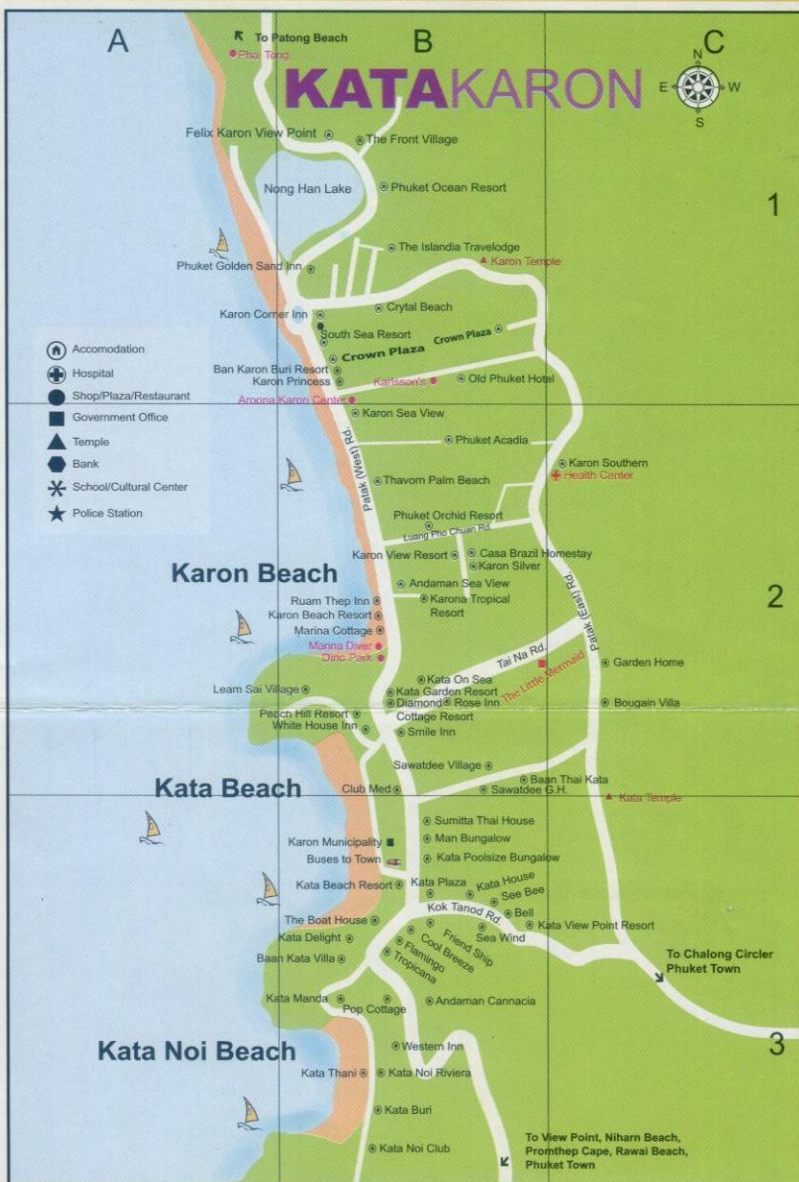 A
B
C
To Patong Beach
Phai Tong
KATAKARON
N
E W
S
Felix Karon View Point
The Front Village
Nong Han Lake
Phuket Ocean Resort
1
The Islandia Travelodge
Karon Temple
Phuket Golden Sand Inn
Crytal Beach
Karon Corner Inn
South Sea Resort
Crown Plaza
Crown Plaza
Ban Karon Buri Resort
Karon Princess
Karlsson's
Old Phuket Hotel
Aroona Karon Center
Accomodation
Hospital
Shop/Plaza/Restaurant
Government Office
Temple
Bank
School/Cultural Center
Police Station
Karon Sea View
Patak (West) Rd.
Phuket Acadia
Karon Southern
Health Center
Thavorn Palm Beach
Phuket Orchid Resort
Luang Pho Chuan Rd.
Karon View Resort
Casa Brazil Homestay
Karon Silver
Karon Beach
Andaman Sea View
Ruam Thep Inn
Karona Tropical
Resort
Karon Beach Resort
Marina Cottage
2
Patak (East) Rd.
Marina Diver
Dino Park
Tai Na Rd.
The Little Mermaid
Garden Home
Kata On Sea
Leam Sai Village
Kata Garden Resort
Diamond
Cottage Resort
Rose Inn
Bougain Villa
Peach Hill Resort
White House Inn
Smile Inn
Sawatdee Village
Baan Thai Kata
Kata Beach
Club Med
Sawatdee G.H.
Kata Temple
Sumitta Thai House
Karon Municipality
Man Bungalow
Buses to Town
Kata Poolsize Bungalow
Kata Beach Resort
Kata Plaza
Kata House
See Bee
Kok Tanod Rd.
Bell
The Boat House
Kata View Point Resort
Sea Wind
Friend Ship
Cool Breeze
Flamingo
Tropicana
Kata Delight
Baan Kata Villa
To Chalong Circler
Phuket Town
Kata Manda
Pop Cottage
Andaman Cannacia
3
Kata Noi Beach
Western Inn
Kata Thani
Kata Noi Riviera
Kata Buri
Kata Noi Club
To View Point, Niharn Beach,
Promthep Cape, Rawai Beach,
Phuket Town